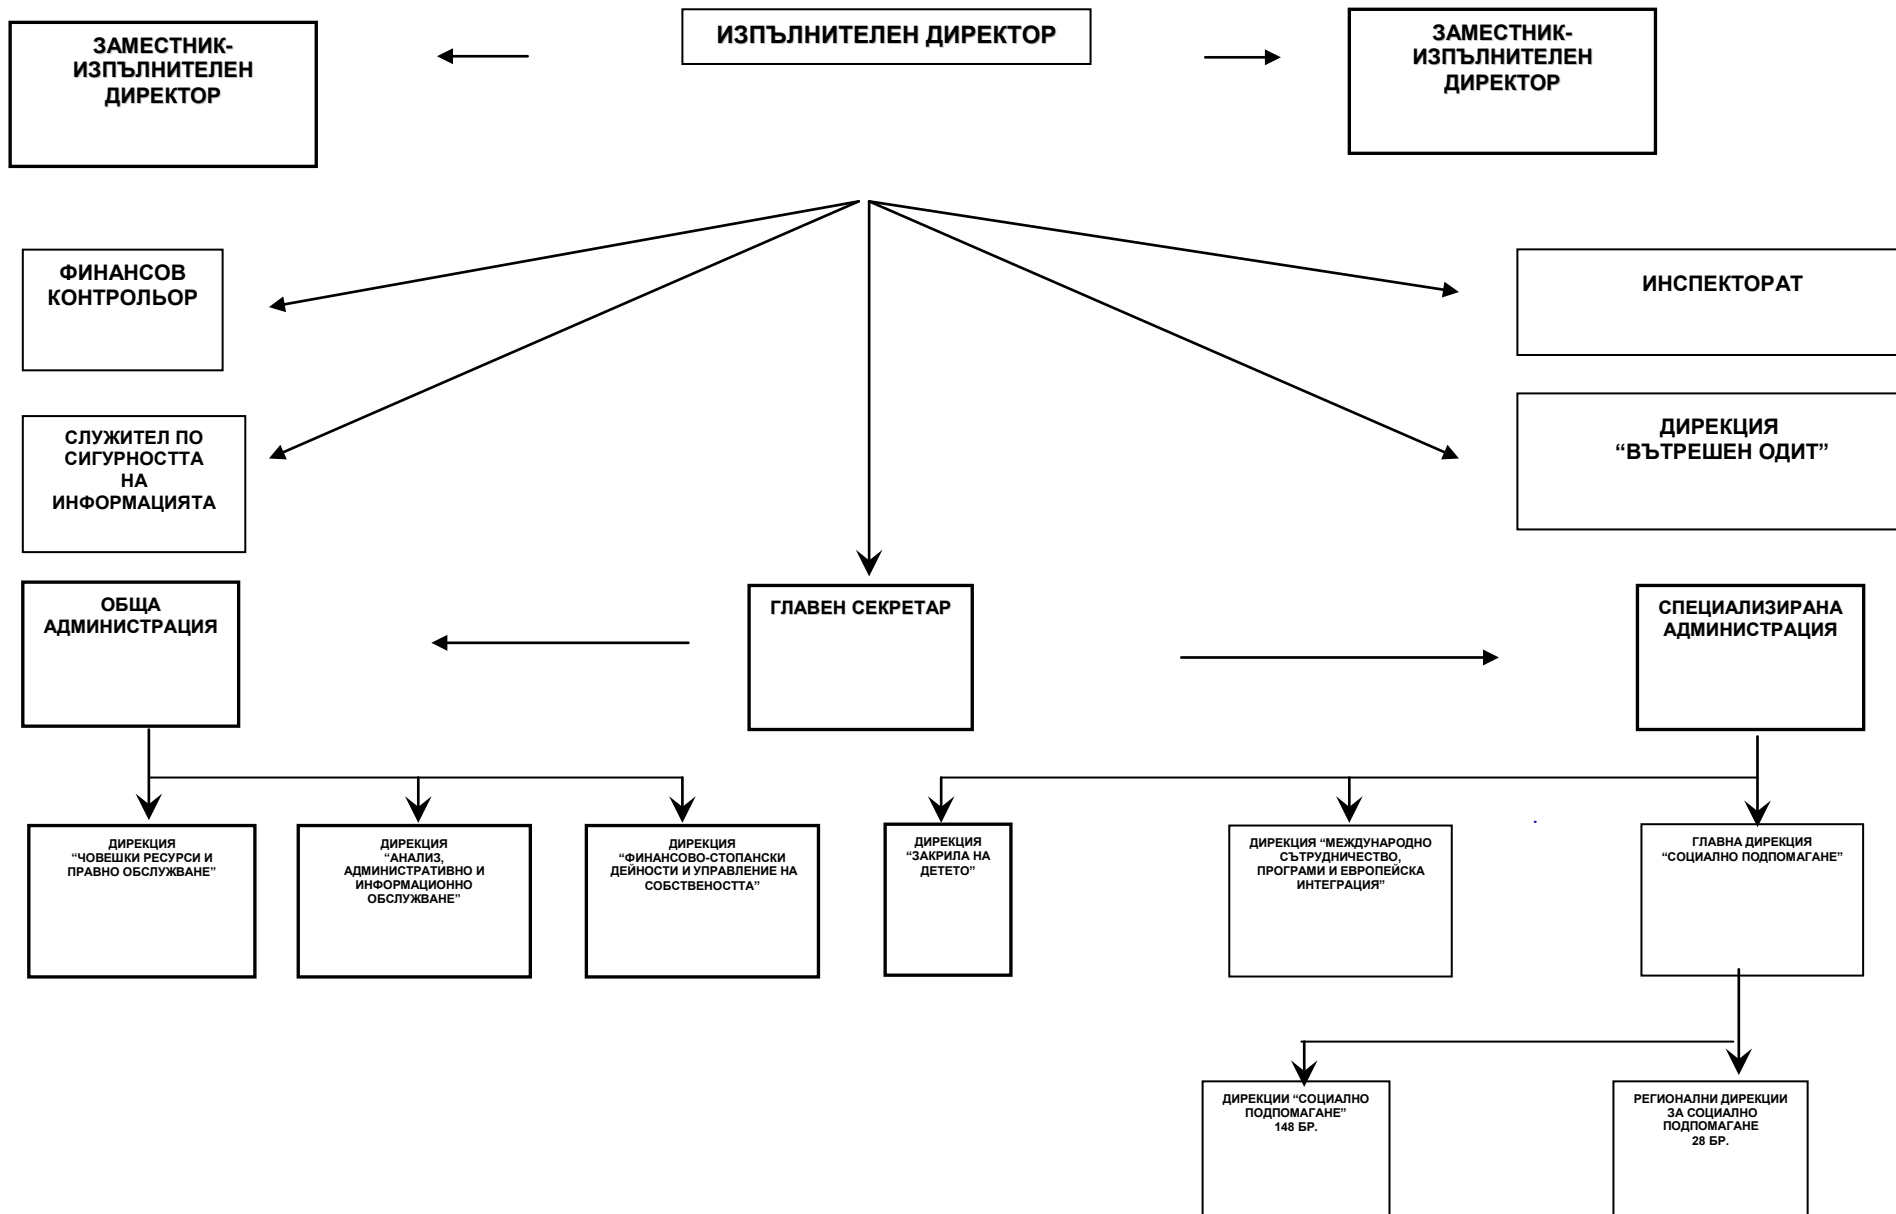 ЗАМЕСТНИК-
ИЗПЪЛНИТЕЛЕН
ДИРЕКТОР
ИЗПЪЛНИТЕЛЕН ДИРЕКТОР
ЗАМЕСТНИК-
ИЗПЪЛНИТЕЛЕН
ДИРЕКТОР
ФИНАНСОВ
КОНТРОЛЬОР
ИНСПЕКТОРАТ
СЛУЖИТЕЛ ПО
СИГУРНОСТТА
НА
ИНФОРМАЦИЯТА
ДИРЕКЦИЯ
“ВЪТРЕШЕН ОДИТ”
ОБЩА
АДМИНИСТРАЦИЯ
ГЛАВЕН СЕКРЕТАР
СПЕЦИАЛИЗИРАНА
АДМИНИСТРАЦИЯ
ДИРЕКЦИЯ
“ЧОВЕШКИ РЕСУРСИ И
ПРАВНО ОБСЛУЖВАНЕ”
ДИРЕКЦИЯ
“АНАЛИЗ,
АДМИНИСТРАТИВНО И
ИНФОРМАЦИОННО
ОБСЛУЖВАНЕ”
ДИРЕКЦИЯ
“ФИНАНСОВО-СТОПАНСКИ
ДЕЙНОСТИ И УПРАВЛЕНИЕ НА
СОБСТВЕНОСТТА”
ДИРЕКЦИЯ
“ЗАКРИЛА НА
ДЕТЕТО”
ДИРЕКЦИЯ “МЕЖДУНАРОДНО
СЪТРУДНИЧЕСТВО,
ПРОГРАМИ И ЕВРОПЕЙСКА
ИНТЕГРАЦИЯ”
ГЛАВНА ДИРЕКЦИЯ
“СОЦИАЛНО ПОДПОМАГАНЕ”
ДИРЕКЦИИ “СОЦИАЛНО
ПОДПОМАГАНЕ”
148 БР.
РЕГИОНАЛНИ ДИРЕКЦИИ
ЗА СОЦИАЛНО
ПОДПОМАГАНЕ
28 БР.